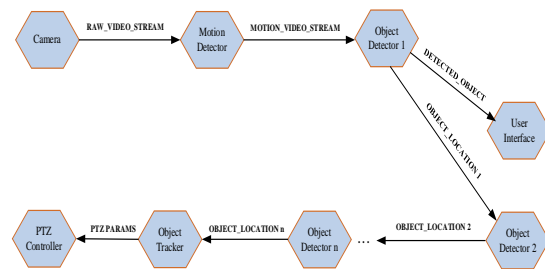 RAW_VIDEO_STREAM
MOTION_VIDEO_STREAM
Camera
Motion
Detector
Object
Detector 1
DETECTED_OBJECT
OBJECT_LOCATION 1
User
Interface
PTZ
Controller
PTZ PARAMS
Object
Tracker
OBJECT_LOCATION n
Object
Detector n
...
OBJECT_LOCATION 2
Object
Detector 2